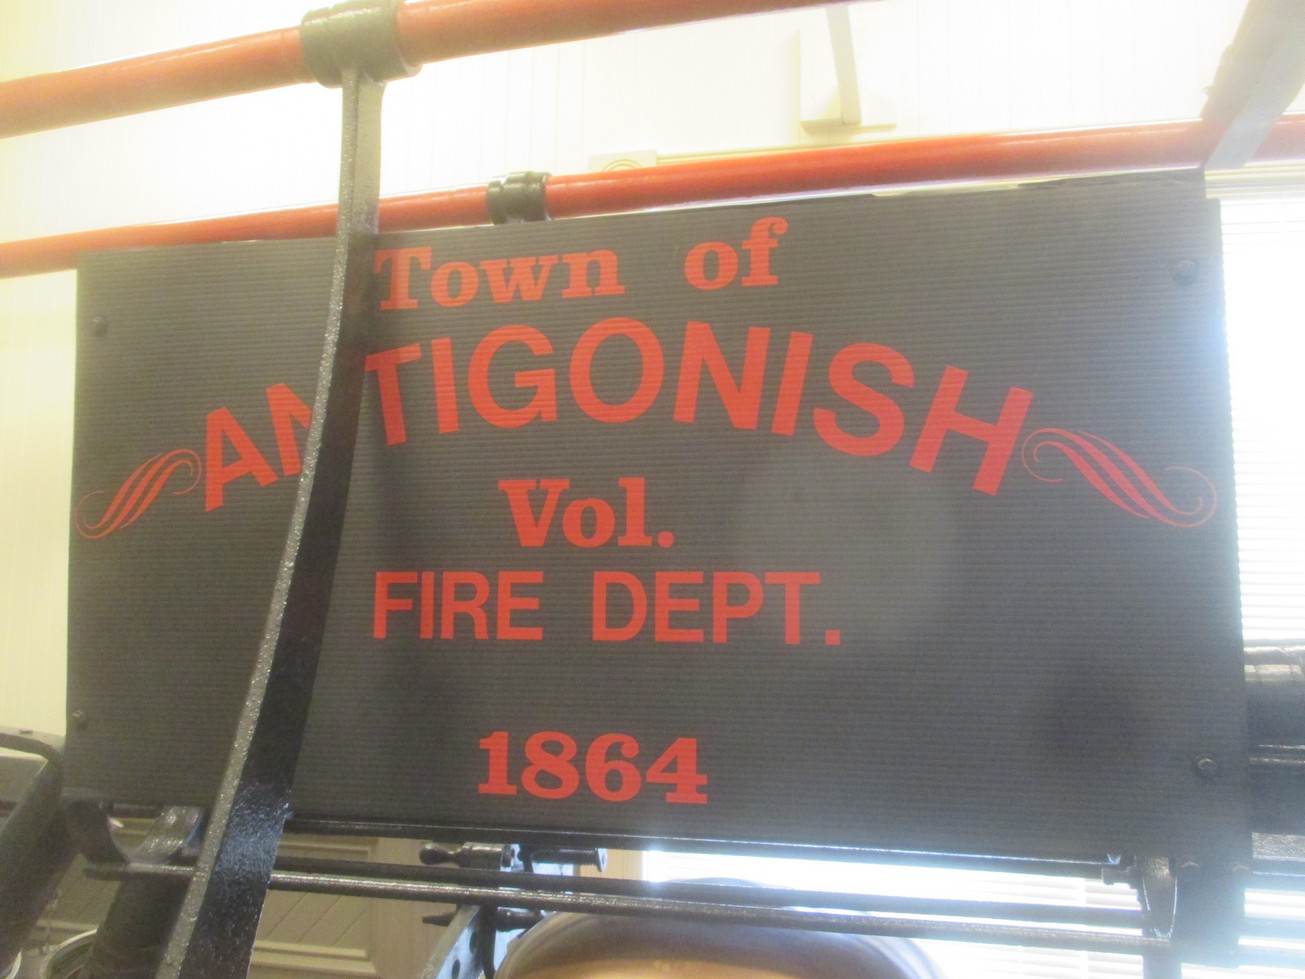 Town of
ANTIGONISH
Vol.
FIRE DEPT.
1864